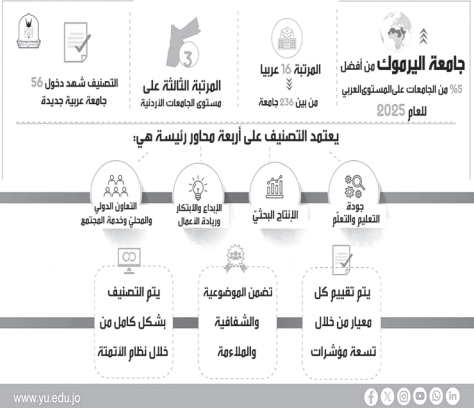 جامعة اليرموك من أفضل
5% من الجامعات على المستوى العربي
للعام 2025
المرتبة 16 عربيا
من بين 236 جامعة
3
المرتبة الثالثة على
مستوى الجامعات الأردنية
التصنيف شهد دخول 56
جامعة عربية جديدة
يعتمد التصنيف على أربعة محاور رئيسة هي:
جودة
التعليم والتعلّم
الإنتاج البحثيّ
الإبداع والابتكار
وريادة الأعمال
التعاون الدولي
والمحليّ وخدمة المجتمع
يتم تقييم كل
معيار من خلال
تسعة مؤشرات
تضمن الموضوعية
والشفافية
والملاءمة
يتم التصنيف
بشكل كامل من
خلال نظام الأتمتة
www.yu.edu.jo